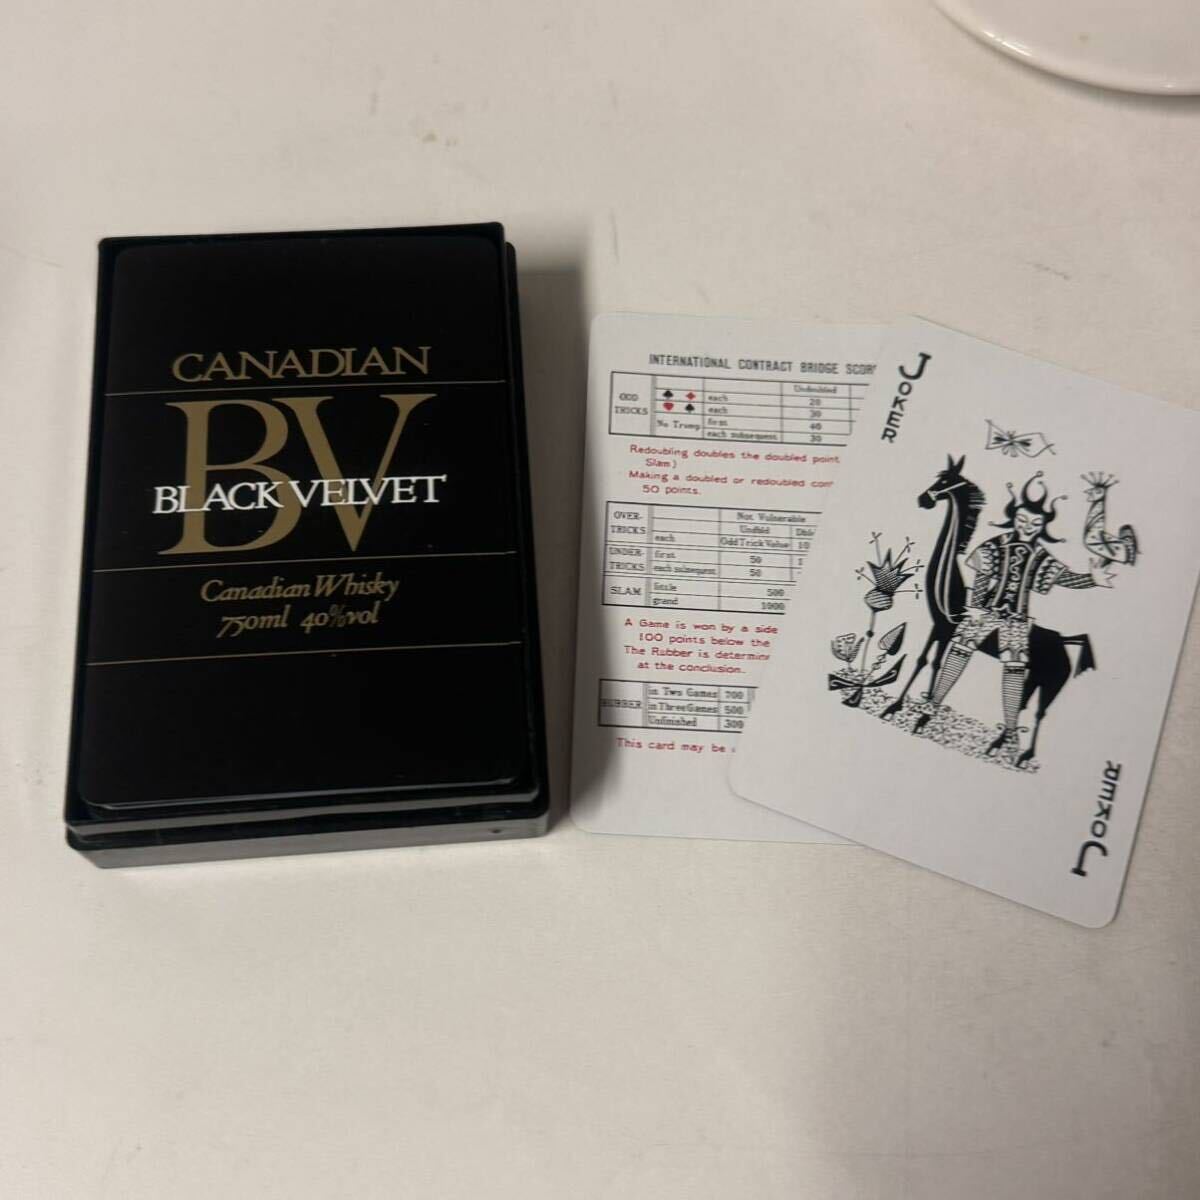 CANADIAN
BV
BLACK VELVET
Canadian Whisky
750ml 40%vol
INTERNATIONAL CONTRACT BRIDGE
Undoubled
ODD TRICKS
♠ ♦ each 20
♥ ♠ each 30
No Trump first 40
each subsequent 30
Redoubling doubles the doubled point
Slam)
Making a doubled or redoubled
50 points.
Not Vulnerable
OVER-TRICKS each Undbld
Odd Trick Value 10
UNDER-TRICKS first 50
each subsequent 50
SLAM little 500
grand 1000
A Game is won by a side
100 points below the
The Rubber is
at the conclusion.
RUBBER in Two Games 700
in Three Games 500
Unfinished 300
This card may be
JOKER
JOKER